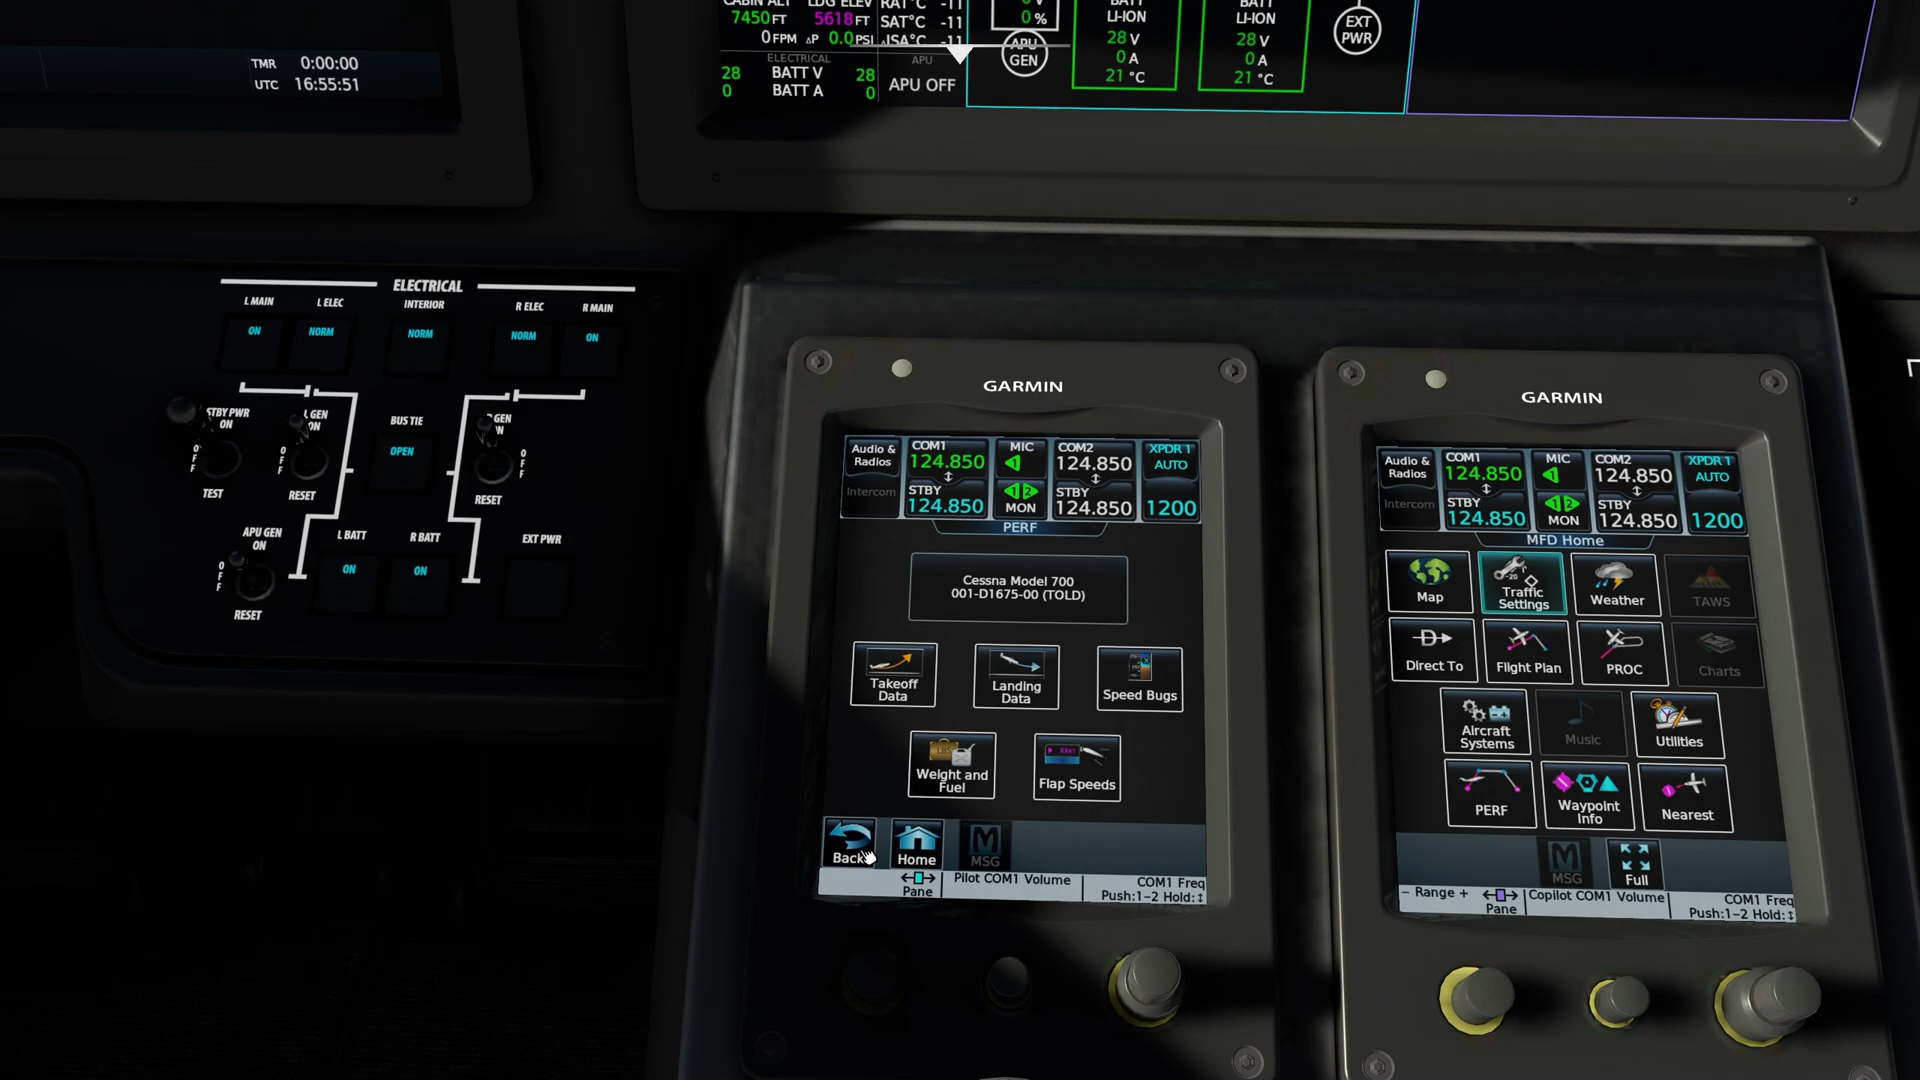 TMR 0:00:00
UTC 16:55:51
CABIN ALT LDG ELEV
7450FT 5618FT
0FPM ΔP 0.0PSI
ELECTRICAL
28 BATT V 28
0 BATT A 0
RAT°C -11
SAT°C -11
ISA°C -11
APU
APU OFF
0 V
0 %
APU
GEN
BATT
LI-ION
28 V
0 A
21 °C
BATT
LI-ION
28 V
0 A
21 °C
EXT
PWR
ELECTRICAL
L MAIN
L ELEC
INTERIOR
R ELEC
R MAIN
ON
NORM
NORM
NORM
ON
STBY PWR
ON
OFF
TEST
L GEN
ON
OFF
RESET
BUS TIE
OPEN
GEN
OFF
RESET
APU GEN
ON
OFF
RESET
L BATT
ON
R BATT
ON
EXT PWR
GARMIN
Audio &
Radios
Intercom
COM1
124.850
STBY
124.850
MIC
1
1 2
MON
COM2
124.850
STBY
124.850
XPDR 1
AUTO
1200
PERF
Cessna Model 700
001-D1675-00 (TOLD)
Takeoff
Data
Landing
Data
Speed Bugs
Weight and
Fuel
Flap Speeds
Back
Home
MSG
Pane
Pilot COM1 Volume
COM1 Freq
Push:1–2 Hold:↕
GARMIN
Audio &
Radios
Intercom
COM1
124.850
STBY
124.850
MIC
1
1 2
MON
COM2
124.850
STBY
124.850
XPDR 1
AUTO
1200
MFD Home
Map
Traffic
Settings
Weather
TAWS
Direct To
Flight Plan
PROC
Charts
Aircraft
Systems
Music
Utilities
PERF
Waypoint
Info
Nearest
MSG
Full
– Range +
Pane
Copilot COM1 Volume
COM1 Freq
Push:1–2 Hold:↕